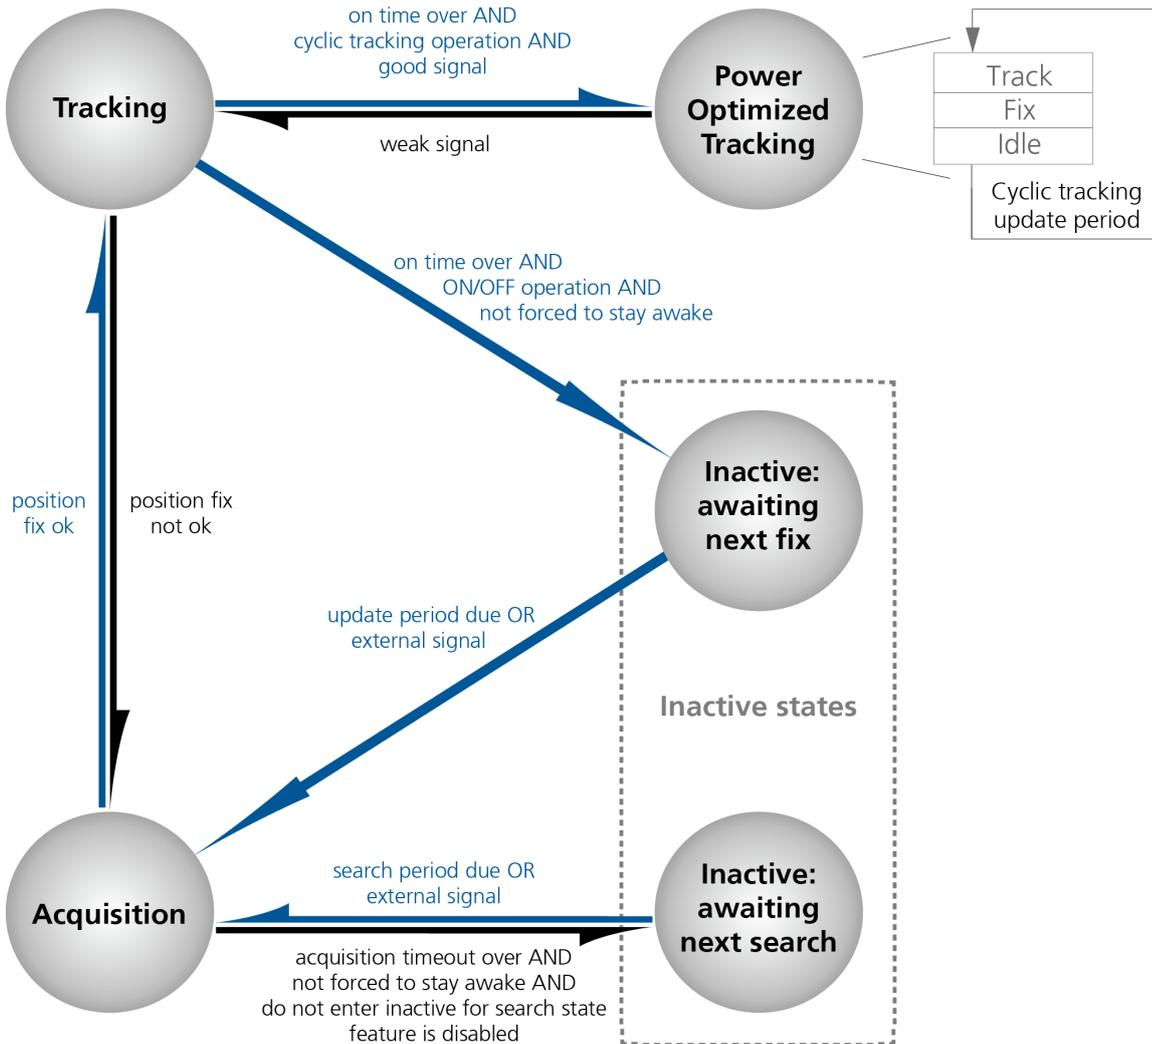 on time over AND
cyclic tracking operation AND
good signal
Tracking
Power
Optimized
Tracking
weak signal
Track
Fix
Idle
Cyclic tracking
update period
on time over AND
ON/OFF operation AND
not forced to stay awake
position
fix ok
position fix
not ok
Inactive:
awaiting
next fix
update period due OR
external signal
Inactive states
Acquisition
search period due OR
external signal
Inactive:
awaiting
next search
acquisition timeout over AND
not forced to stay awake AND
do not enter inactive for search state
feature is disabled